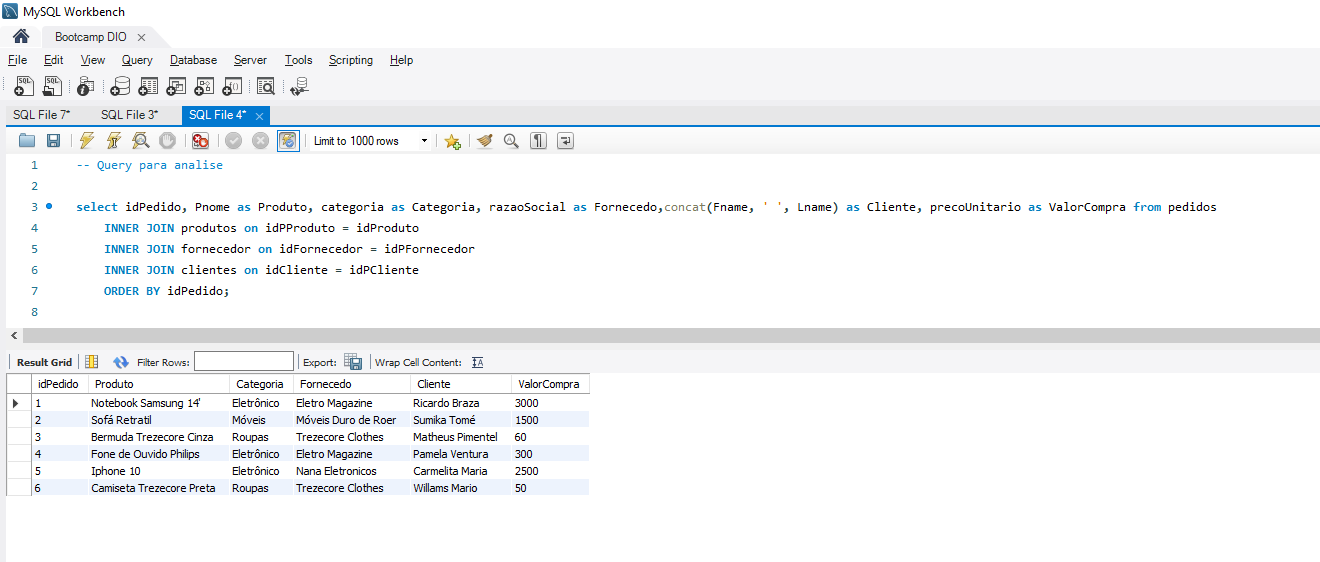 MySQL Workbench
Bootcamp DIO
File Edit View Query Database Server Tools Scripting Help
SQL File 7* SQL File 3* SQL File 4*
Limit to 1000 rows
1 -- Query para analise
2
3 select idPedido, Pnome as Produto, categoria as Categoria, razaoSocial as Fornecedo,concat(Fname, ' ', Lname) as Cliente, precoUnitario as ValorCompra from pedidos
4 INNER JOIN produtos on idPProduto = idProduto
5 INNER JOIN fornecedor on idFornecedor = idPFornecedor
6 INNER JOIN clientes on idCliente = idPCliente
7 ORDER BY idPedido;
8
Result Grid Filter Rows: Export: Wrap Cell Content:
idPedido Produto Categoria Fornecedo Cliente ValorCompra
1 Notebook Samsung 14' Eletrônico Eletro Magazine Ricardo Braza 3000
2 Sofá Retratil Móveis Móveis Duro de Roer Sumika Tomé 1500
3 Bermuda Trezecore Cinza Roupas Trezecore Clothes Matheus Pimentel 60
4 Fone de Ouvido Philips Eletrônico Eletro Magazine Pamela Ventura 300
5 Iphone 10 Eletrônico Nana Eletronicos Carmelita Maria 2500
6 Camiseta Trezecore Preta Roupas Trezecore Clothes Willams Mario 50